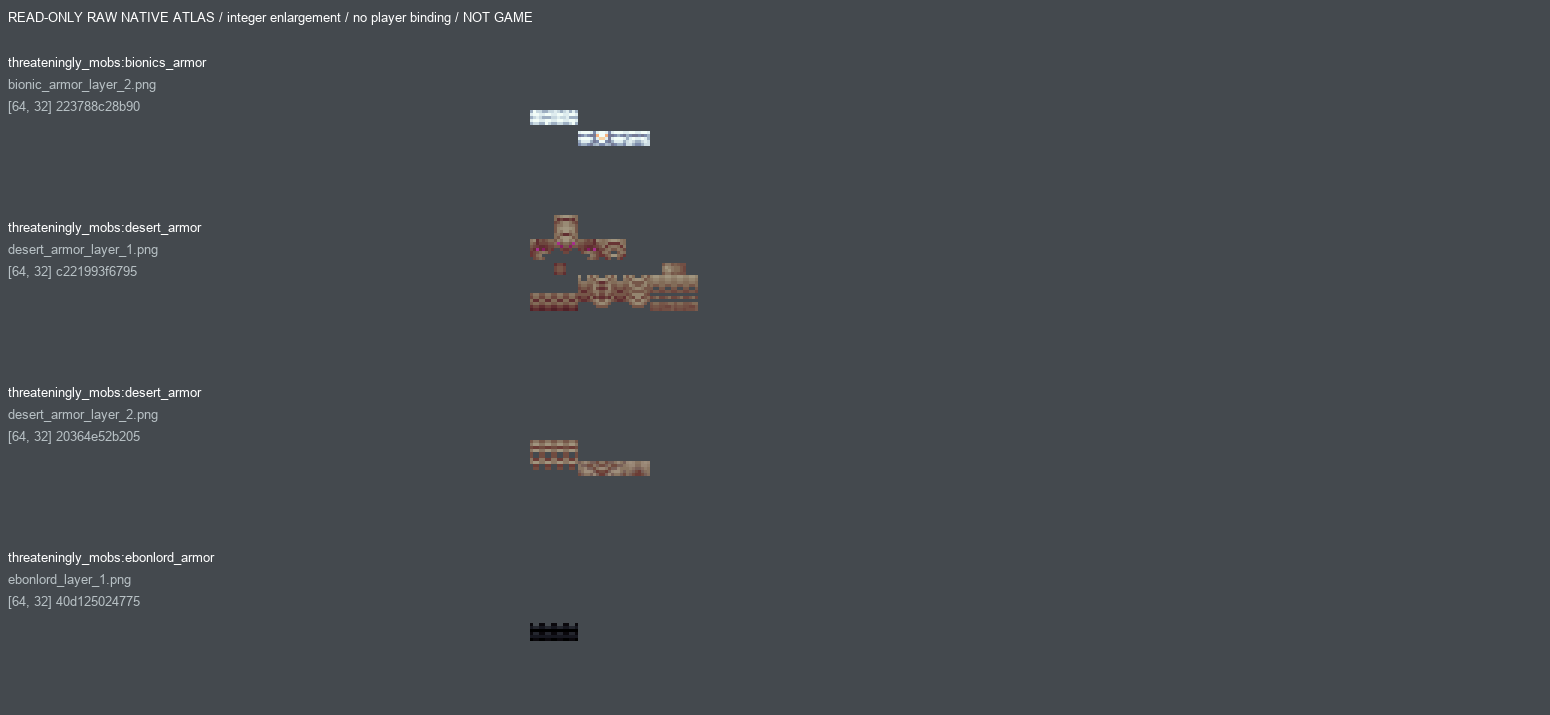 READ-ONLY RAW NATIVE ATLAS / integer enlargement / no player binding / NOT GAME
threateningly_mobs:bionics_armor
bionic_armor_layer_2.png
[64, 32] 223788c28b90
threateningly_mobs:desert_armor
desert_armor_layer_1.png
[64, 32] c221993f6795
threateningly_mobs:desert_armor
desert_armor_layer_2.png
[64, 32] 20364e52b205
threateningly_mobs:ebonlord_armor
ebonlord_layer_1.png
[64, 32] 40d125024775